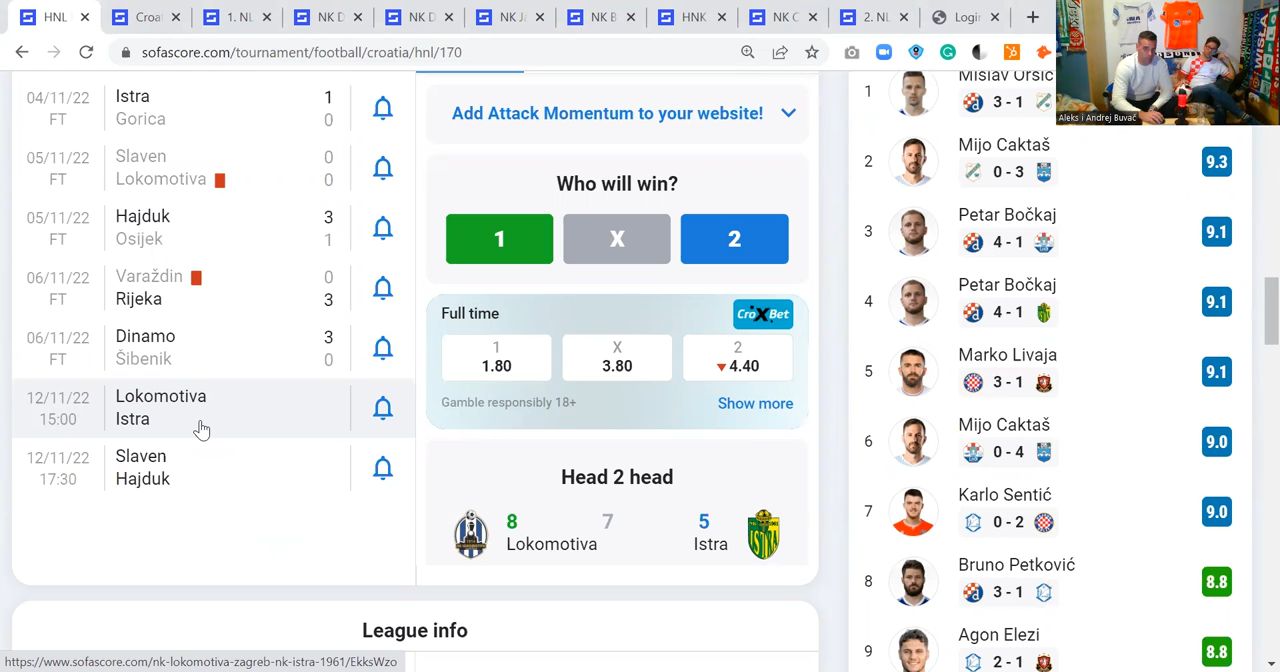 HNL
Croat
1. NL
NK D
NK D
NK J
NK B
HNK
NK C
2. NL
Login
sofascore.com/tournament/football/croatia/hnl/170
Aleks i Andrej Buvač
04/11/22 Istra 1
FT Gorica 0
05/11/22 Slaven 0
FT Lokomotiva 0
05/11/22 Hajduk 3
FT Osijek 1
06/11/22 Varaždin 0
FT Rijeka 3
06/11/22 Dinamo 3
FT Šibenik 0
12/11/22 Lokomotiva
15:00 Istra
12/11/22 Slaven
17:30 Hajduk
Add Attack Momentum to your website!
Who will win?
1 X 2
Full time CroXBet
1 X 2
1.80 3.80 4.40
Gamble responsibly 18+ Show more
Head 2 head
8 7 5
Lokomotiva Istra
ISTRA
League info
1 Mislav Oršić
3 - 1
2 Mijo Caktaš 9.3
0 - 3
3 Petar Bočkaj 9.1
4 - 1
4 Petar Bočkaj 9.1
4 - 1
5 Marko Livaja 9.1
3 - 1
6 Mijo Caktaš 9.0
0 - 4
7 Karlo Sentić 9.0
0 - 2
8 Bruno Petković 8.8
3 - 1
9 Agon Elezi 8.8
2 - 1
https://www.sofascore.com/nk-lokomotiva-zagreb-nk-istra-1961/EkksWzo